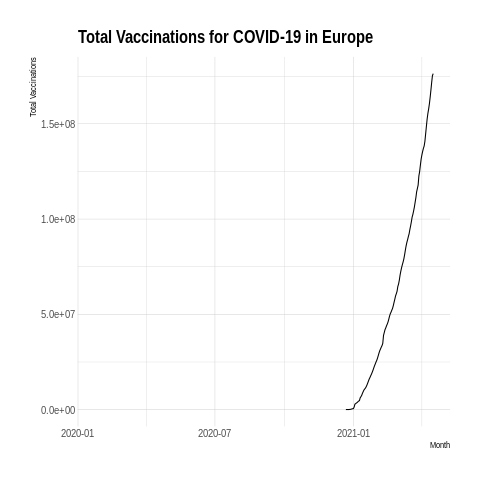 Total Vaccinations for COVID-19 in Europe
Total Vaccinations
1.5e+08
1.0e+08
5.0e+07
0.0e+00
2020-01
2020-07
2021-01
Month